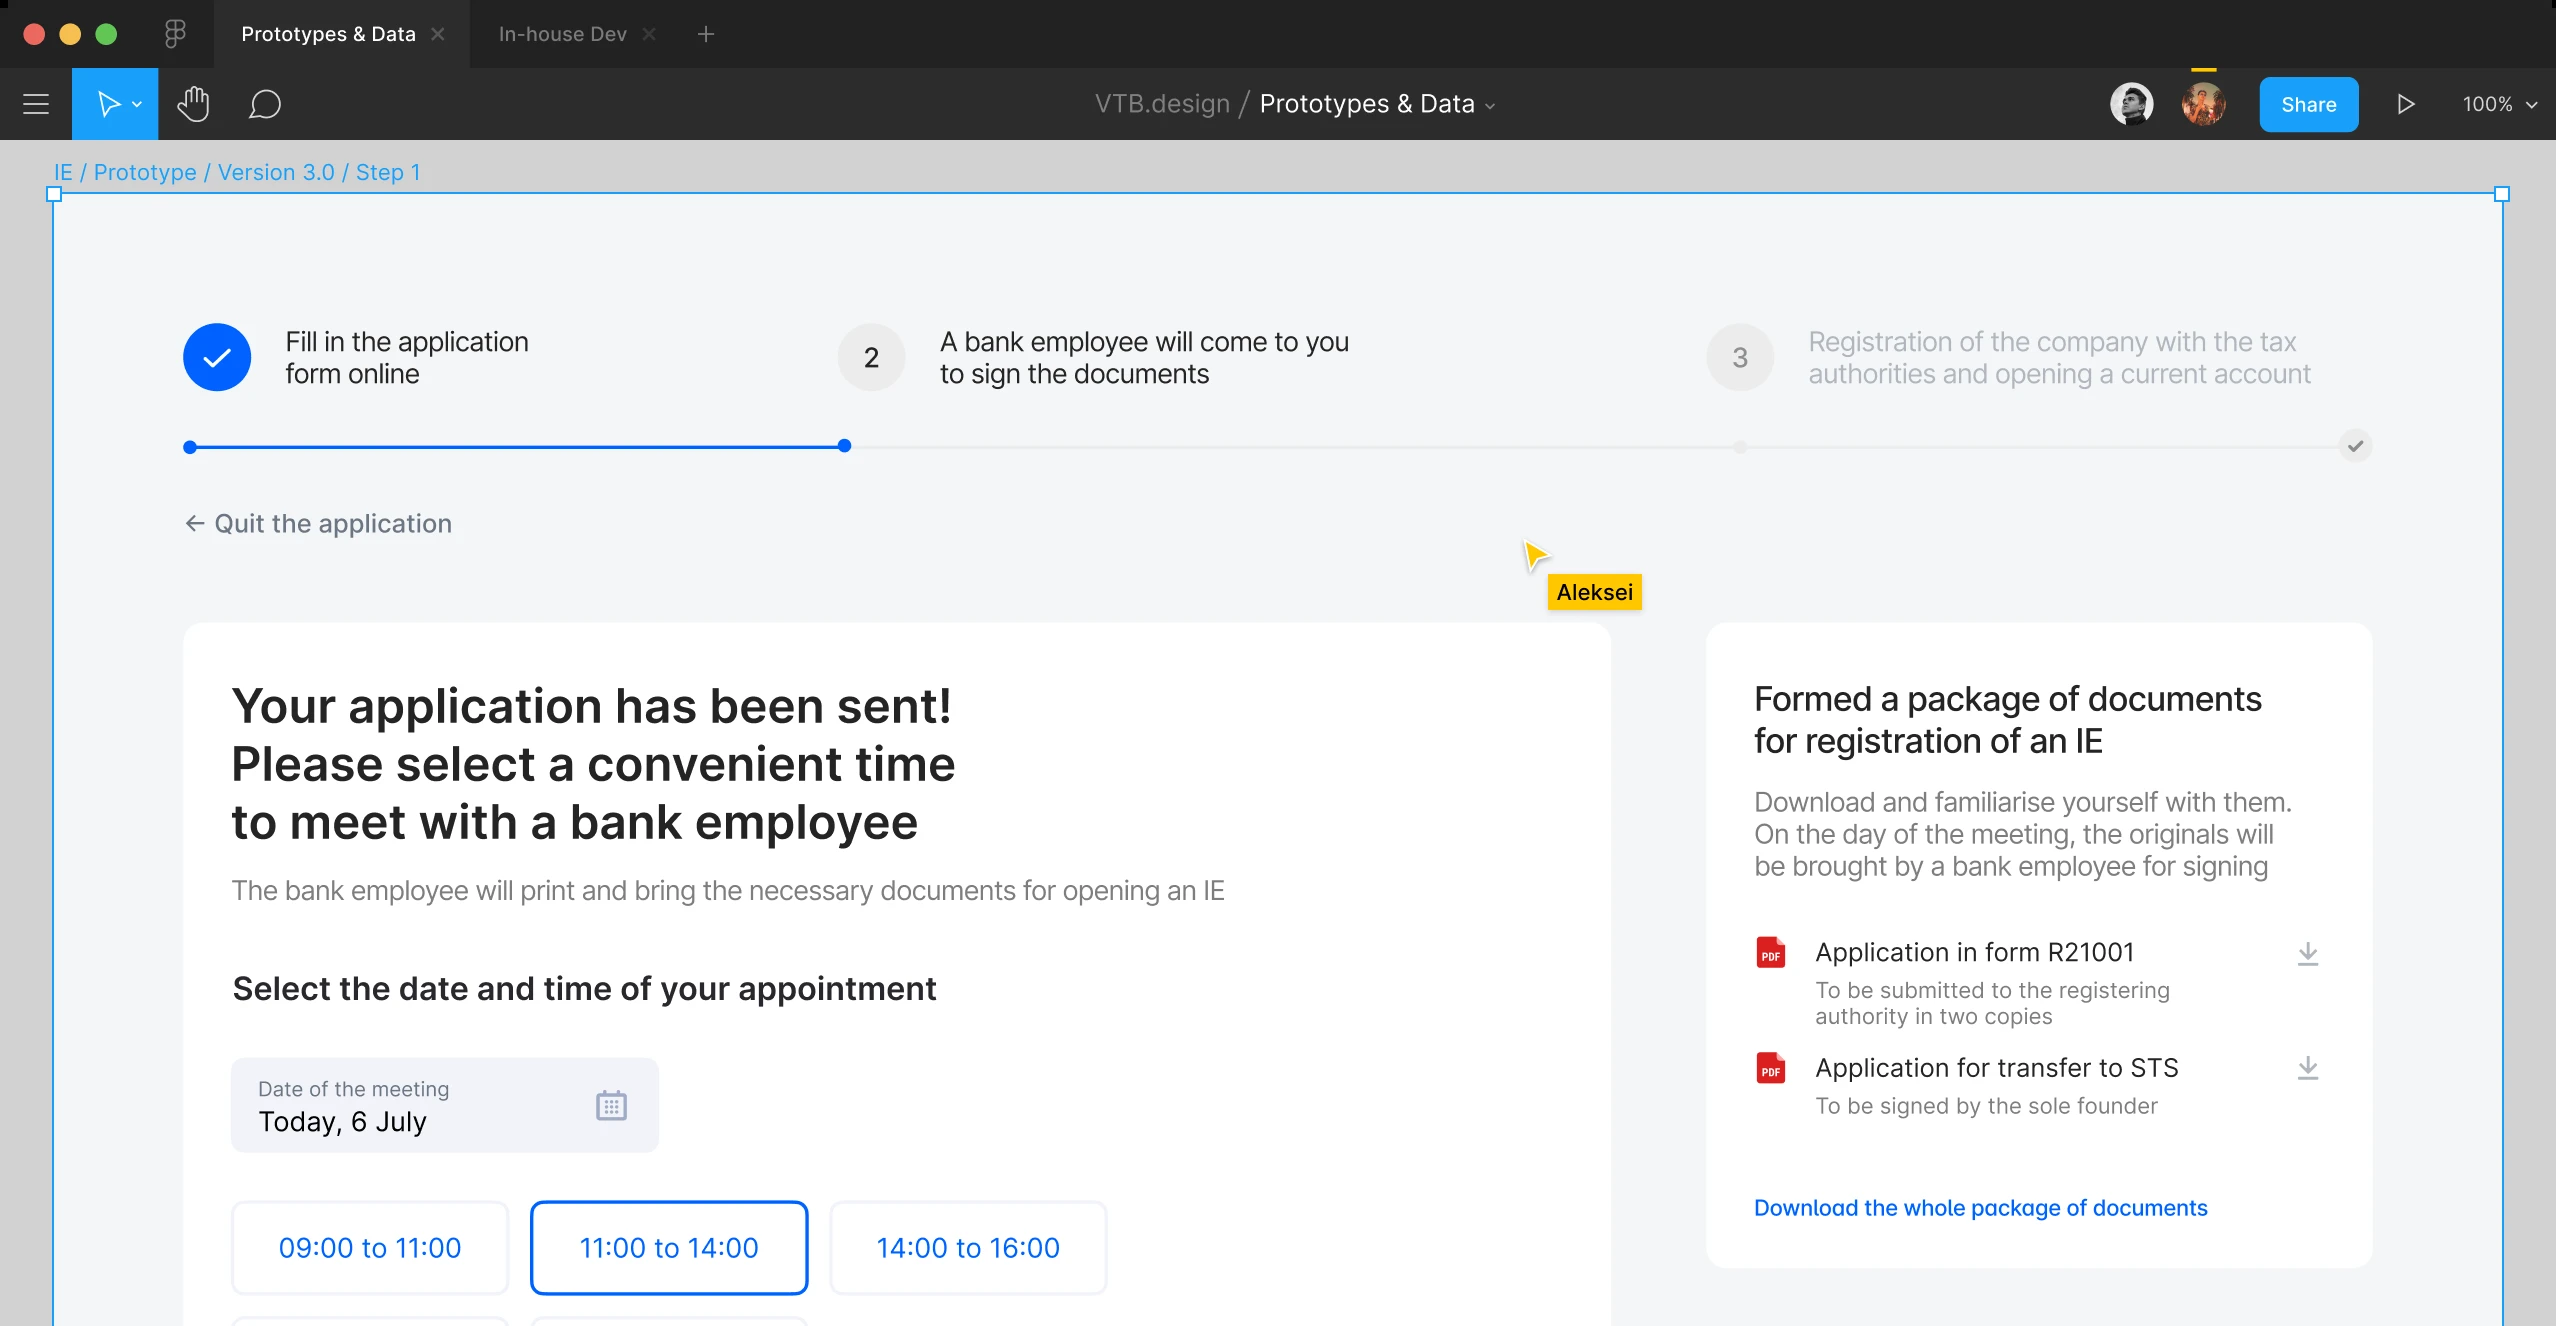 Prototypes & Data
In-house Dev
VTB.design / Prototypes & Data
Share
100%
IE / Prototype / Version 3.0 / Step 1
Fill in the application
form online
2
A bank employee will come to you
to sign the documents
3
Registration of the company with the tax
authorities and opening a current account
← Quit the application
Aleksei
Your application has been sent!
Please select a convenient time
to meet with a bank employee
The bank employee will print and bring the necessary documents for opening an IE
Select the date and time of your appointment
Date of the meeting
Today, 6 July
09:00 to 11:00
11:00 to 14:00
14:00 to 16:00
Formed a package of documents
for registration of an IE
Download and familiarise yourself with them.
On the day of the meeting, the originals will
be brought by a bank employee for signing
PDF
Application in form R21001
To be submitted to the registering
authority in two copies
PDF
Application for transfer to STS
To be signed by the sole founder
Download the whole package of documents